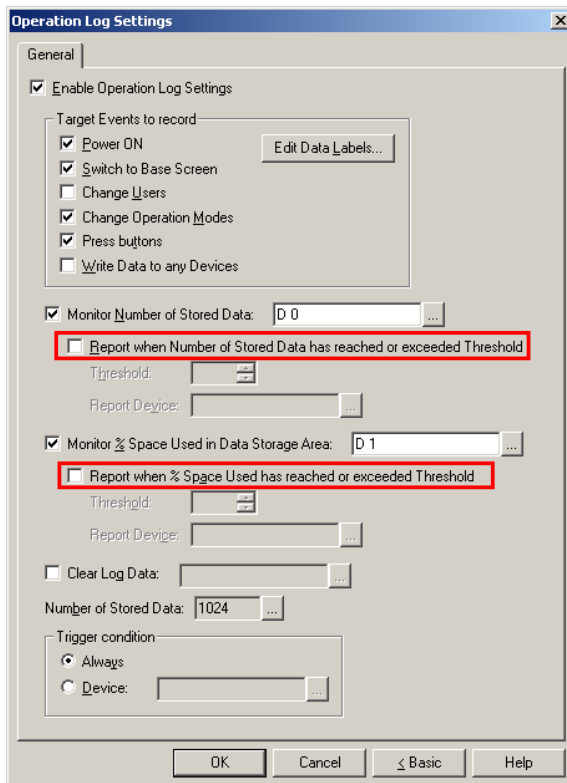 Operation Log Settings
General
Enable Operation Log Settings
Target Events to record
Power ON
Edit Data Labels...
Switch to Base Screen
Change Users
Change Operation Modes
Press buttons
Write Data to any Devices
Monitor Number of Stored Data: D 0 ...
Report when Number of Stored Data has reached or exceeded Threshold
Threshold:
Report Device: ...
Monitor % Space Used in Data Storage Area: D 1 ...
Report when % Space Used has reached or exceeded Threshold
Threshold:
Report Device: ...
Clear Log Data: ...
Number of Stored Data: 1024 ...
Trigger condition
Always
Device: ...
OK Cancel < Basic Help